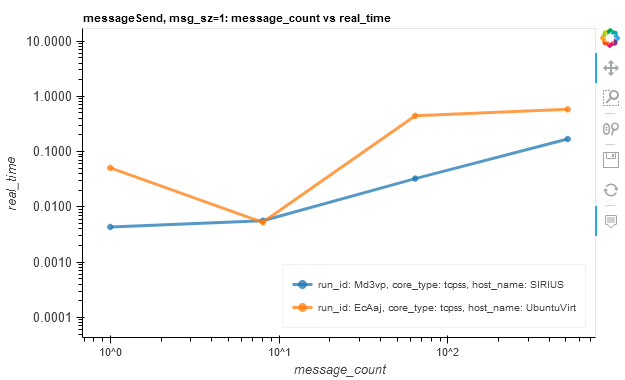 messageSend, msg_sz=1: message_count vs real_time
10.0000
1.0000
0.1000
0.0100
0.0010
0.0001
real_time
run_id: Md3vp, core_type: tcpss, host_name: SIRIUS
run_id: EcAaj, core_type: tcpss, host_name: UbuntuVirt
10^0
10^1
10^2
message_count